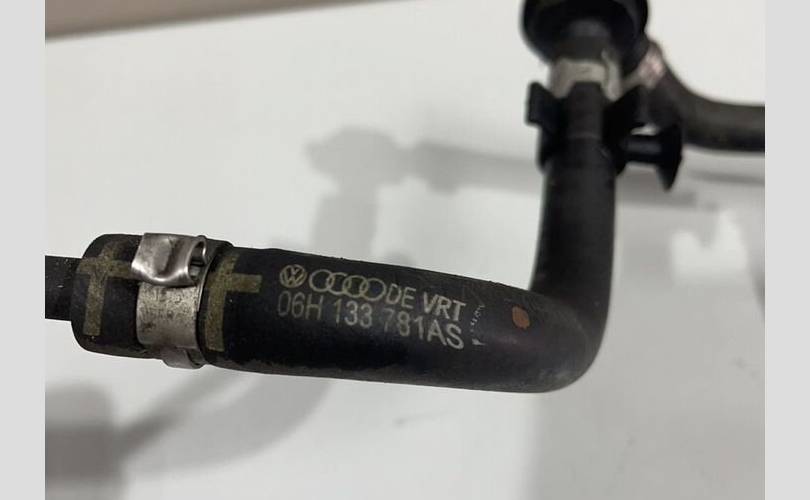 DE VRT
06H 133 781AS